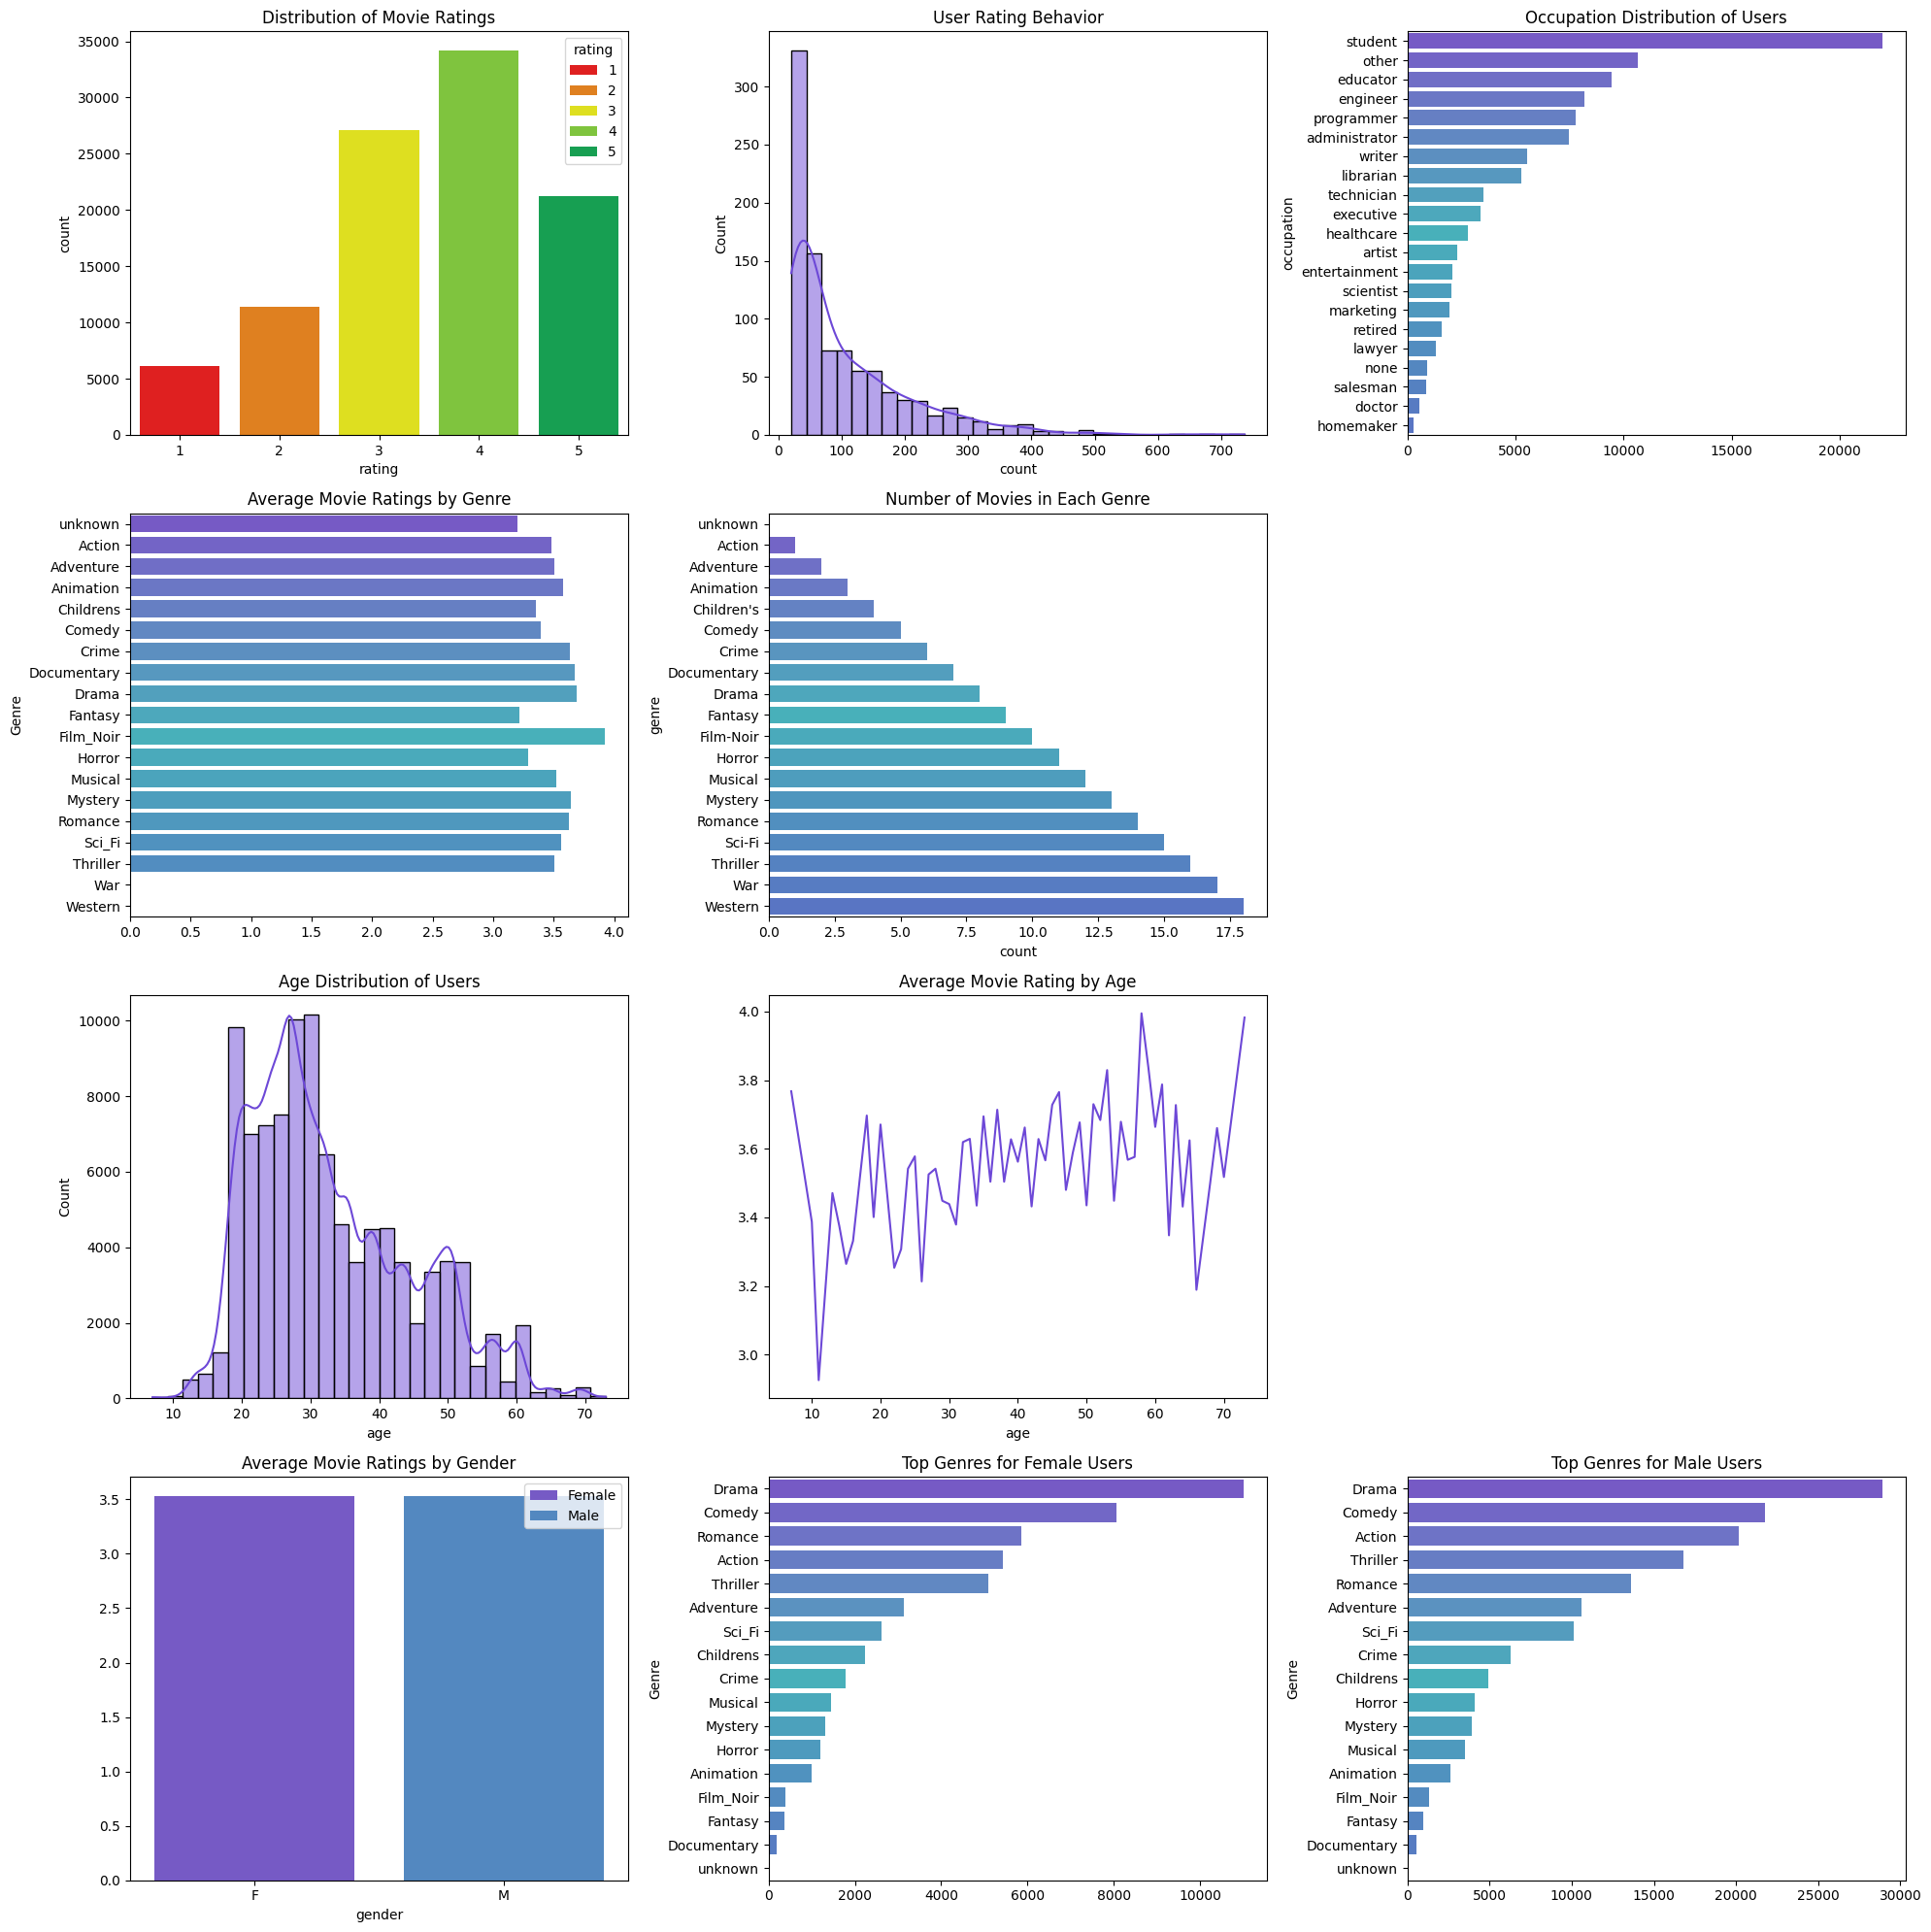 Distribution of Movie Ratings
count
35000
30000
25000
20000
15000
10000
5000
0
rating
1
2
3
4
5
1
2
3
4
5
rating
User Rating Behavior
Count
300
250
200
150
100
50
0
0
100
200
300
400
500
600
700
count
Occupation Distribution of Users
occupation
student
other
educator
engineer
programmer
administrator
writer
librarian
technician
executive
healthcare
artist
entertainment
scientist
marketing
retired
lawyer
none
salesman
doctor
homemaker
0
5000
10000
15000
20000
Average Movie Ratings by Genre
Genre
unknown
Action
Adventure
Animation
Childrens
Comedy
Crime
Documentary
Drama
Fantasy
Film_Noir
Horror
Musical
Mystery
Romance
Sci_Fi
Thriller
War
Western
0.0
0.5
1.0
1.5
2.0
2.5
3.0
3.5
4.0
Number of Movies in Each Genre
genre
unknown
Action
Adventure
Animation
Children's
Comedy
Crime
Documentary
Drama
Fantasy
Film-Noir
Horror
Musical
Mystery
Romance
Sci-Fi
Thriller
War
Western
0.0
2.5
5.0
7.5
10.0
12.5
15.0
17.5
count
Age Distribution of Users
Count
10000
8000
6000
4000
2000
0
10
20
30
40
50
60
70
age
Average Movie Rating by Age
4.0
3.8
3.6
3.4
3.2
3.0
10
20
30
40
50
60
70
age
Average Movie Ratings by Gender
3.5
3.0
2.5
2.0
1.5
1.0
0.5
0.0
Female
Male
F
M
gender
Top Genres for Female Users
Genre
Drama
Comedy
Romance
Action
Thriller
Adventure
Sci_Fi
Childrens
Crime
Musical
Mystery
Horror
Animation
Film_Noir
Fantasy
Documentary
unknown
0
2000
4000
6000
8000
10000
Top Genres for Male Users
Genre
Drama
Comedy
Action
Thriller
Romance
Adventure
Sci_Fi
Crime
Childrens
Horror
Mystery
Musical
Animation
Film_Noir
Fantasy
Documentary
unknown
0
5000
10000
15000
20000
25000
30000